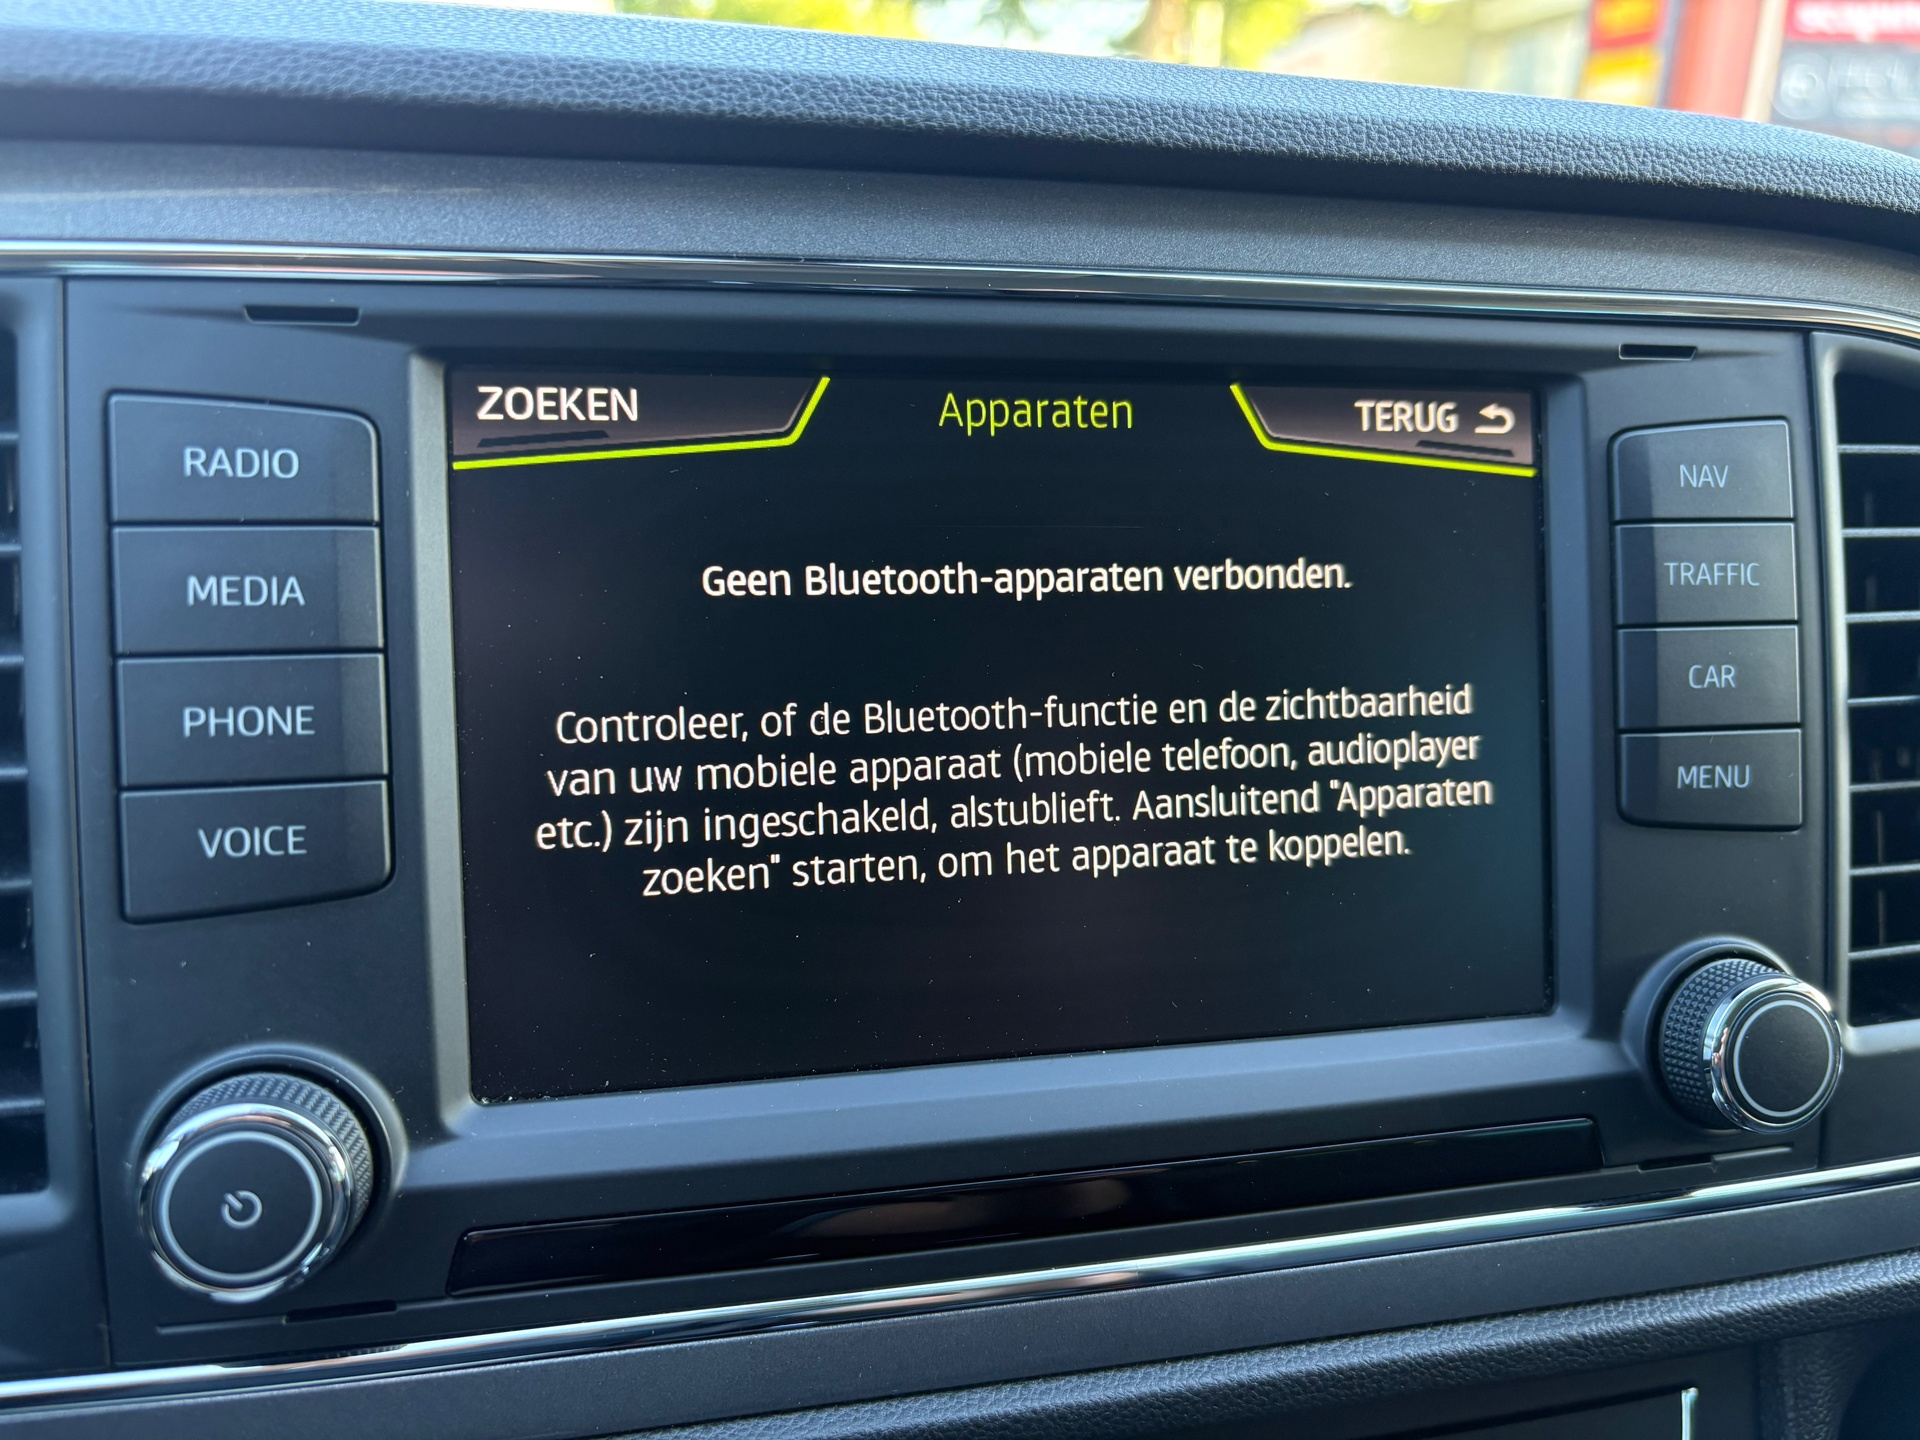 ZOEKEN
Apparaten
TERUG
RADIO
MEDIA
PHONE
VOICE
Geen Bluetooth-apparaten verbonden.
Controleer, of de Bluetooth-functie en de zichtbaarheid
van uw mobiele apparaat (mobiele telefoon, audioplayer
etc.) zijn ingeschakeld, alstublieft. Aansluitend "Apparaten
zoeken" starten, om het apparaat te koppelen.
NAV
TRAFFIC
CAR
MENU